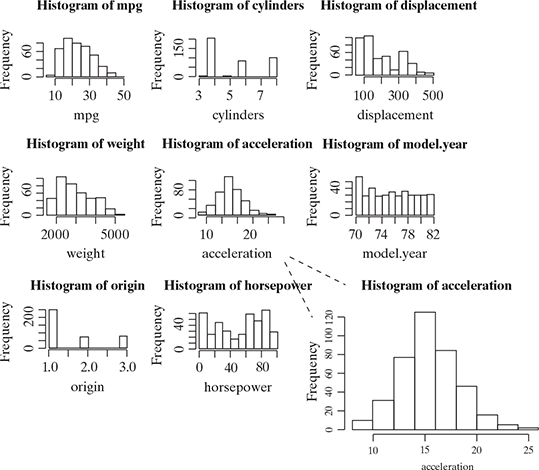 Histogram of mpg
Histogram of cylinders
Histogram of displacement
Frequency
0 60
10 30 50
mpg
Frequency
0 150
3 5 7
cylinders
Frequency
0 60
100 300 500
displacement
Histogram of weight
Histogram of acceleration
Histogram of model.year
Frequency
0 60
2000 5000
weight
Frequency
0 80
10 20
acceleration
Frequency
0 40
70 74 78 82
model.year
Histogram of origin
Histogram of horsepower
Histogram of acceleration
Frequency
0 200
1.0 2.0 3.0
origin
Frequency
0 40
0 40 80
horsepower
Frequency
0 20 40 60 80 100 120
10 15 20 25
acceleration